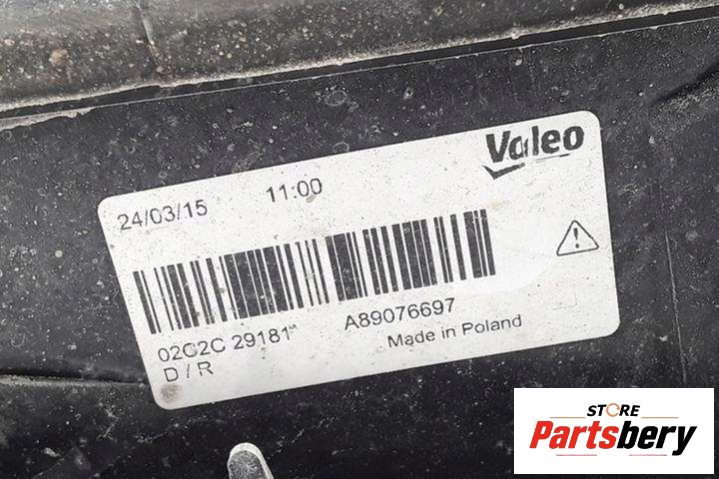 Valeo
24/03/15 11:00
A89076697
02C2C 29181
Made in Poland
D / R
STORE
Partsbery